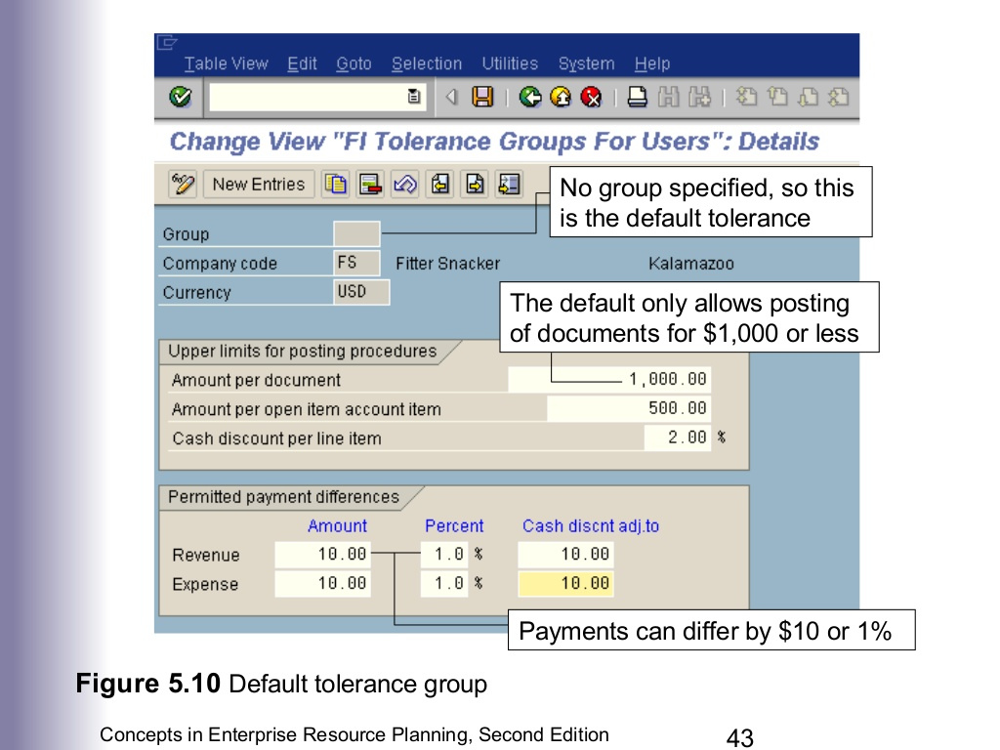 Table View Edit Goto Selection Utilities System Help
Change View "FI Tolerance Groups For Users": Details
New Entries
No group specified, so this
is the default tolerance
Group
Company code FS Fitter Snacker Kalamazoo
Currency USD
The default only allows posting
of documents for $1,000 or less
Upper limits for posting procedures
Amount per document 1,000.00
Amount per open item account item 500.00
Cash discount per line item 2.00 %
Permitted payment differences
Amount Percent Cash discnt adj.to
Revenue 10.00 1.0 % 10.00
Expense 10.00 1.0 % 10.00
Payments can differ by $10 or 1%
Figure 5.10 Default tolerance group
Concepts in Enterprise Resource Planning, Second Edition 43